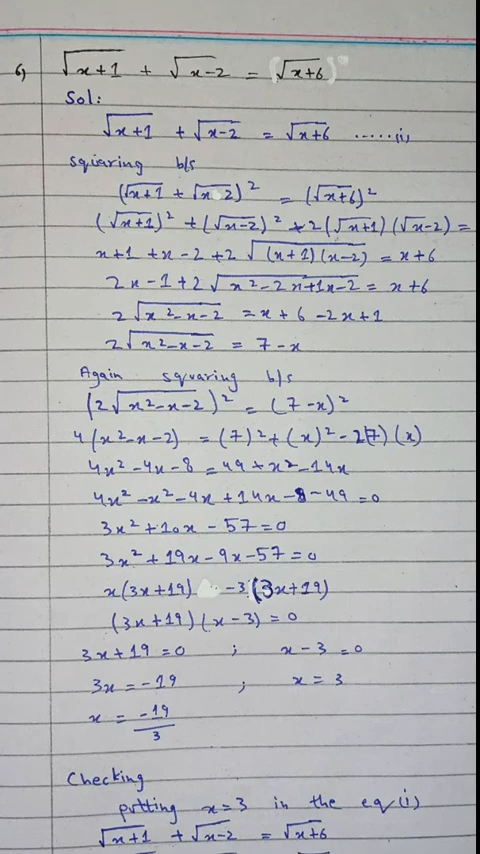 6) √(x+1) + √(x-2) = (√(x+6))
Sol:
√(x+1) + √(x-2) = √(x+6) ......(i)
Sqiaring b/s
(√(x+1) + √(x-2))² = (√(x+6))²
(√(x+1))² + (√(x-2))² + 2(√(x+1))(√(x-2)) =
x+1 + x-2 + 2√((x+1)(x-2)) = x+6
2x-1+2√(x²-2x+1x-2) = x+6
2√(x²-x-2) = x+6-2x+1
2√(x²-x-2) = 7-x
Again squaring b/s
(2√(x²-x-2))² = (7-x)²
4(x²-x-2) = (7)²+(x)²-2(7)(x)
4x²-4x-8 = 49+x²-14x
4x²-x²-4x+14x-8-49=0
3x²+10x-57=0
3x²+19x-9x-57=0
x(3x+19) -3(3x+19)
(3x+19)(x-3)=0
3x+19=0 ; x-3=0
3x=-19 ; x=3
x = -19/3
Checking
putting x=3 in the eq(i)
√(x+1) + √(x-2) = √(x+6)